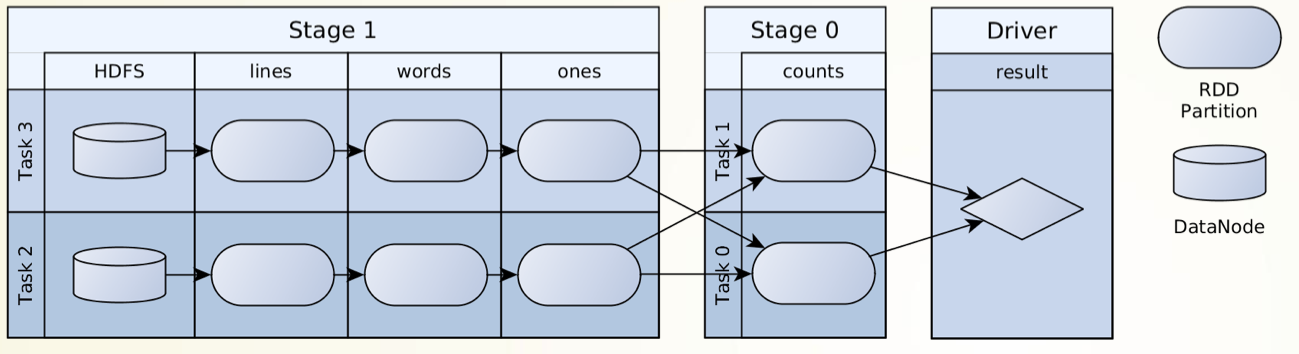 Stage 1
HDFS
lines
words
ones
Task 3
Task 2
Stage 0
counts
Task 1
Task 0
Driver
result
RDD
Partition
DataNode